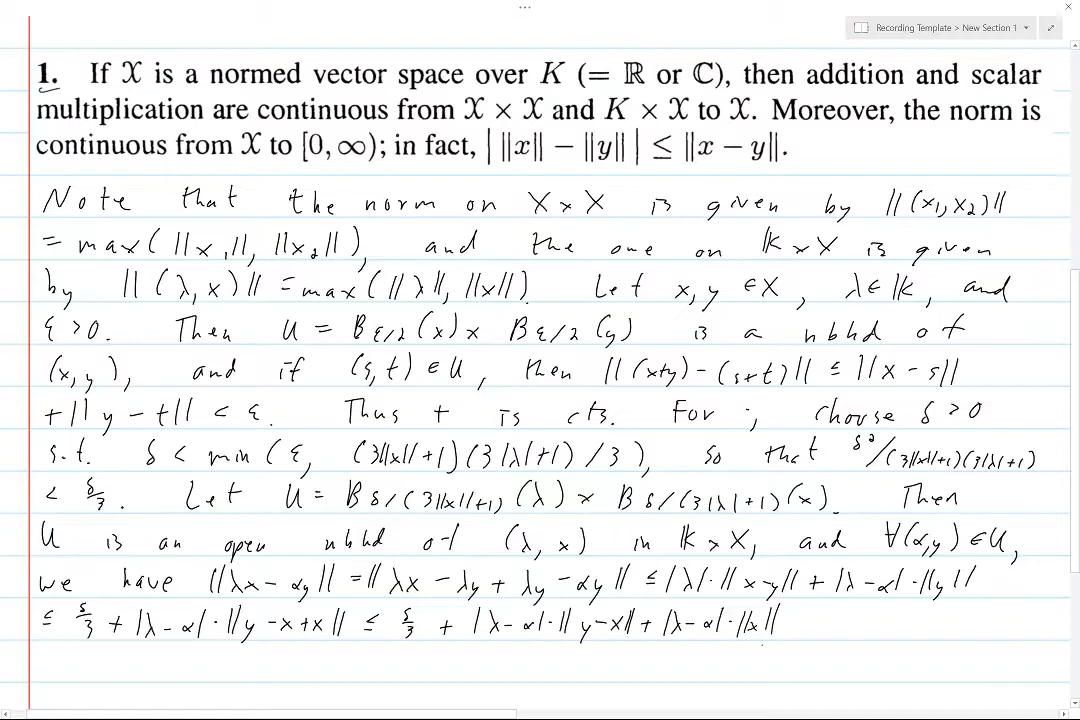 Recording Template > New Section 1
1. If 𝒳 is a normed vector space over K (= ℝ or ℂ), then addition and scalar
multiplication are continuous from 𝒳 × 𝒳 and K × 𝒳 to 𝒳. Moreover, the norm is
continuous from 𝒳 to [0, ∞); in fact, | ||x|| − ||y|| | ≤ ||x − y||.
Note that the norm on X × X is given by ||(x₁, x₂)||
= max(||x₁||, ||x₂||), and the one on 𝕂 × X is given
by ||(λ, x)|| = max(||λ||, ||x||). Let x, y ∈ X, λ ∈ 𝕂, and
ε > 0. Then U = B_{ε/2}(x) × B_{ε/2}(y) is a nbhd of
(x, y), and if (s, t) ∈ U, then ||(x+y) − (s+t)|| ≤ ||x − s||
+ ||y − t|| < ε. Thus + is cts. For ·, choose δ > 0
s.t. δ < min(ε, (3||x||+1)(3|λ|+1)/3), so that δ²/(3||x||+1)(3|λ|+1)
< δ/3. Let U = B_{δ/(3||x||+1)}(λ) × B_{δ/(3|λ|+1)}(x). Then
U is an open nbhd of (λ, x) in 𝕂 × X, and ∀(α, y) ∈ U,
we have ||λx − αy|| = ||λx − λy + λy − αy|| ≤ |λ|·||x−y|| + |λ−α|·||y||
≤ δ/3 + |λ−α|·||y −x+x|| ≤ δ/3 + |λ−α|·||y−x|| + |λ−α|·||x||